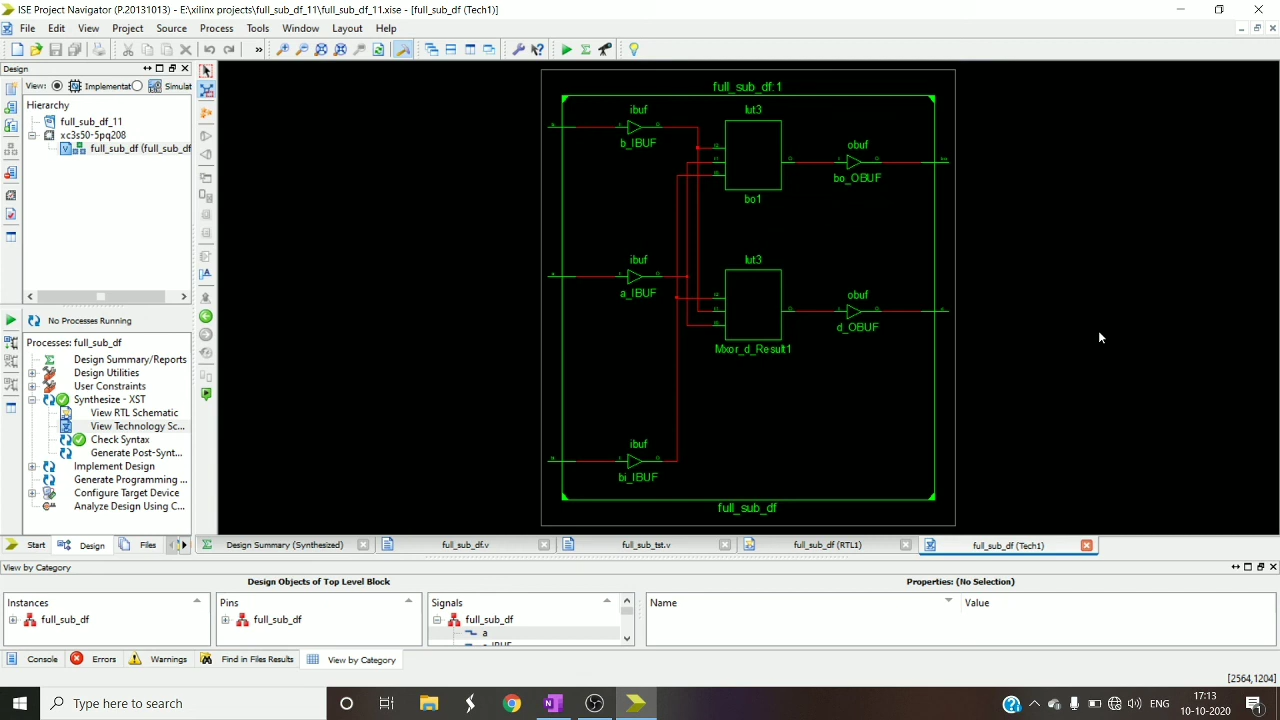 ISE Project Navigator (P.20131013) - E:\xilinx projects\full_sub_df_11\full_sub_df_11.xise - [full_sub_df (Tech1)]
File Edit View Project Source Process Tools Window Layout Help
Design
View: Implementat Simulat
Hierarchy
full_sub_df_11
xc3s50-5pq208
full_sub_df (full_sub_df
No Processes Running
Processes: full_sub_df
Design Summary/Reports
Design Utilities
User Constraints
Synthesize - XST
View RTL Schematic
View Technology Sc...
Check Syntax
Generate Post-Synt...
Implement Design
Generate Programming ...
Configure Target Device
Analyze Design Using C...
Start Design Files
full_sub_df:1
ibuf
b_IBUF
lut3
bo1
obuf
bo_OBUF
ibuf
a_IBUF
lut3
Mxor_d_Result1
obuf
d_OBUF
ibuf
bi_IBUF
full_sub_df
Design Summary (Synthesized) full_sub_df.v full_sub_tst.v full_sub_df (RTL1) full_sub_df (Tech1)
View by Category
Design Objects of Top Level Block Properties: (No Selection)
Instances Pins Signals Name Value
full_sub_df full_sub_df full_sub_df
a
Console Errors Warnings Find in Files Results View by Category
[2564,1204]
Type here to search
ENG
17:13
10-10-2020